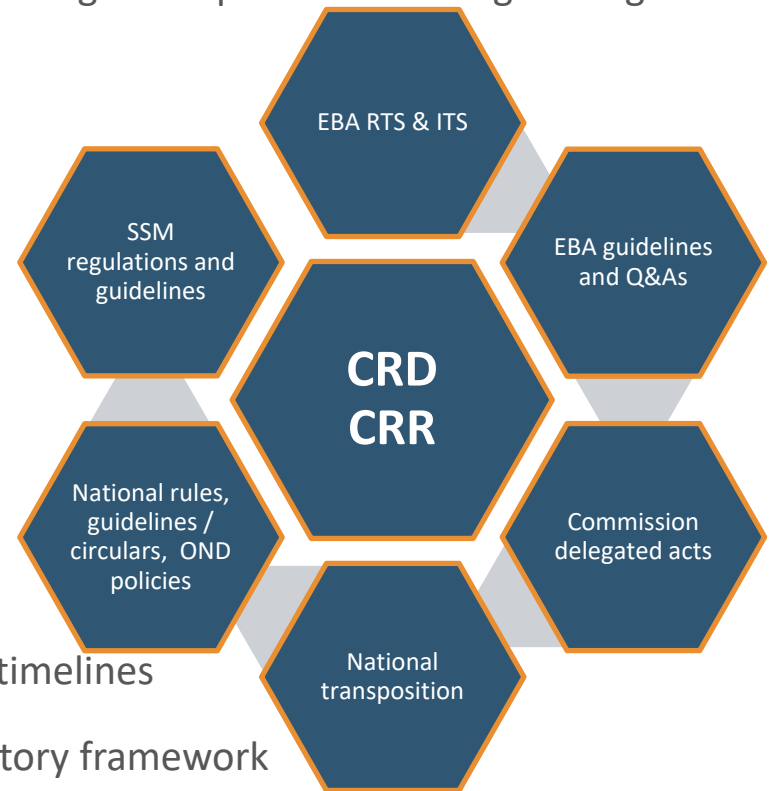 EBA RTS & ITS
SSM
regulations and
guidelines
EBA guidelines
and Q&As
CRD
CRR
National rules,
guidelines /
circulars, OND
policies
Commission
delegated acts
National
transposition
timelines
tory framework